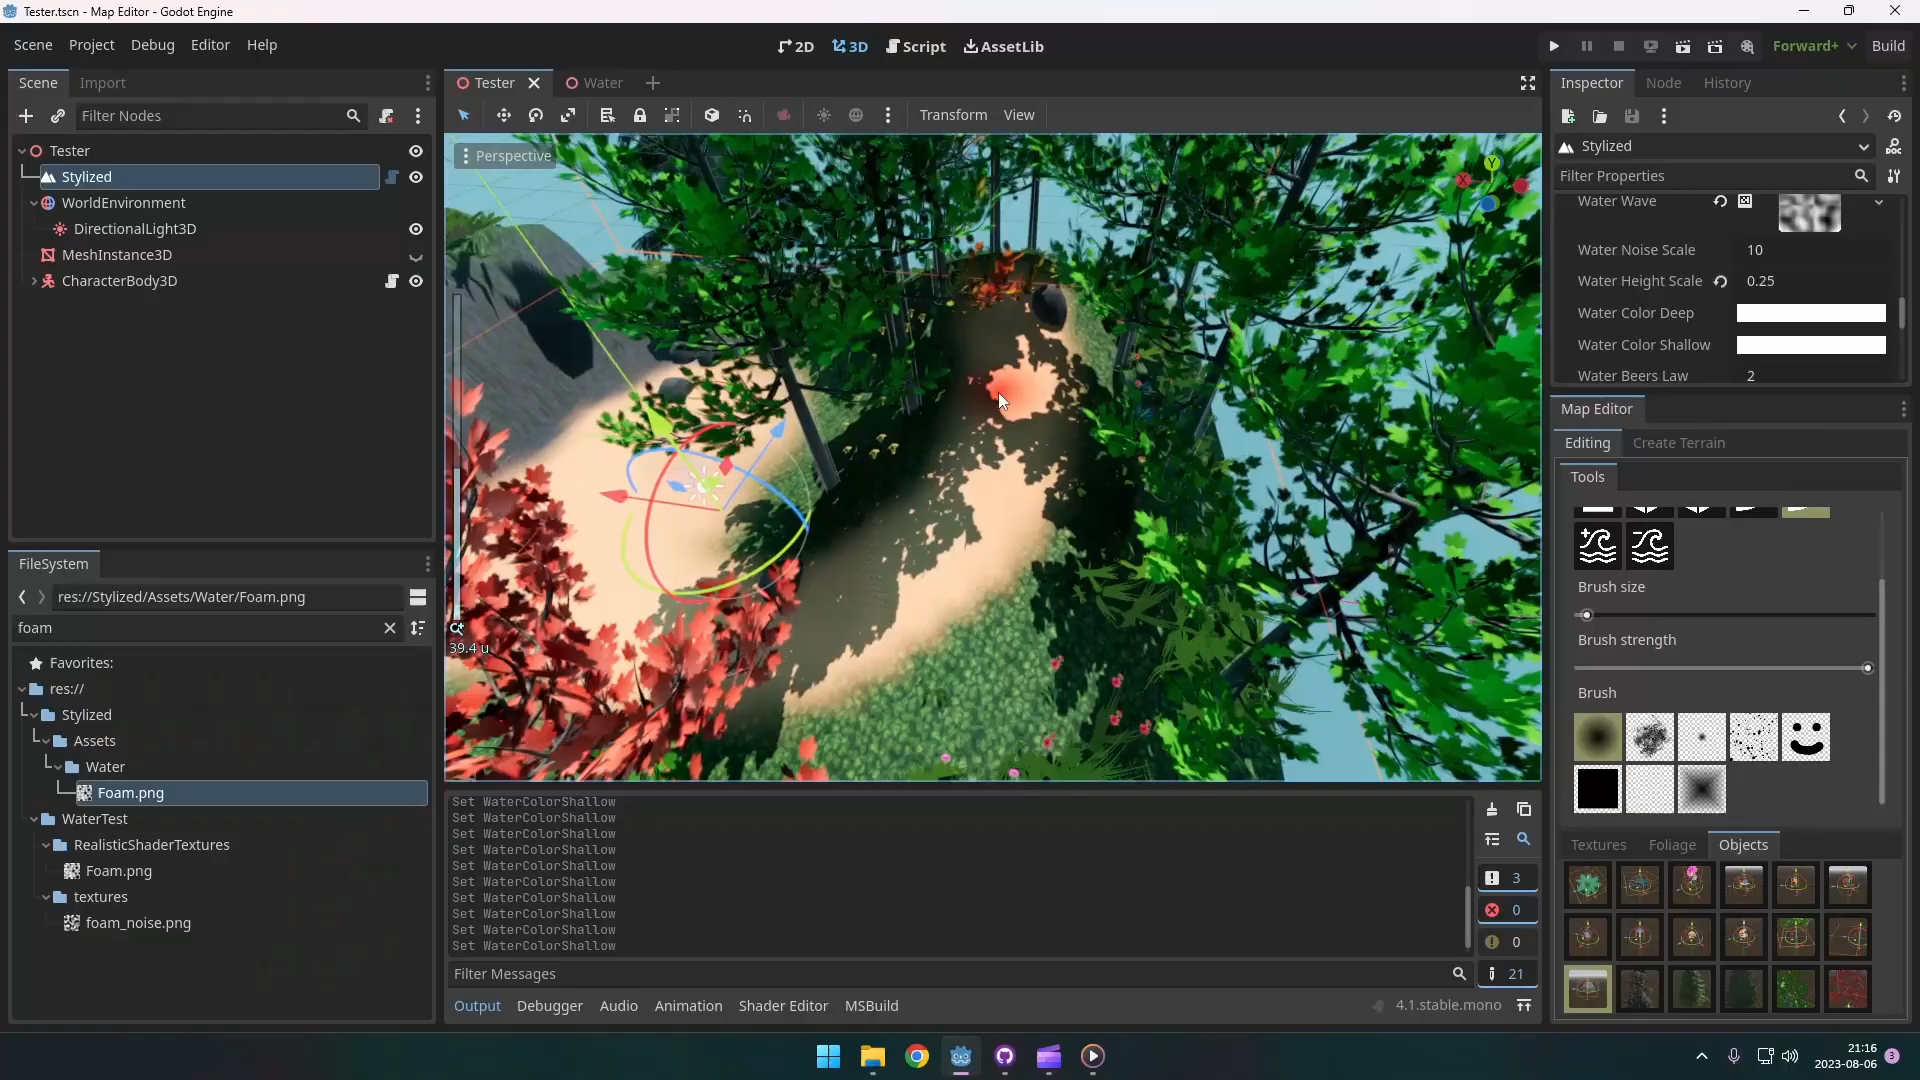 Tester.tscn - Map Editor - Godot Engine
Scene Project Debug Editor Help
2D 3D Script AssetLib
Forward+ Build
Scene Import
Filter Nodes
Tester
Stylized
WorldEnvironment
DirectionalLight3D
MeshInstance3D
CharacterBody3D
FileSystem
res://Stylized/Assets/Water/Foam.png
foam
Favorites:
res://
Stylized
Assets
Water
Foam.png
WaterTest
RealisticShaderTextures
Foam.png
textures
foam_noise.png
Tester Water
Transform View
Perspective
Y
X
39.4 u
Set WaterColorShallow
Set WaterColorShallow
Set WaterColorShallow
Set WaterColorShallow
Set WaterColorShallow
Set WaterColorShallow
Set WaterColorShallow
Set WaterColorShallow
Set WaterColorShallow
Set WaterColorShallow
3
0
0
21
Filter Messages
Output Debugger Audio Animation Shader Editor MSBuild
4.1.stable.mono
Inspector Node History
Stylized
DOC
Filter Properties
Water Wave
Water Noise Scale 10
Water Height Scale 0.25
Water Color Deep
Water Color Shallow
Water Beers Law 2
Map Editor
Editing Create Terrain
Tools
Brush size
Brush strength
Brush
Textures Foliage Objects
21:16
2023-08-06
3